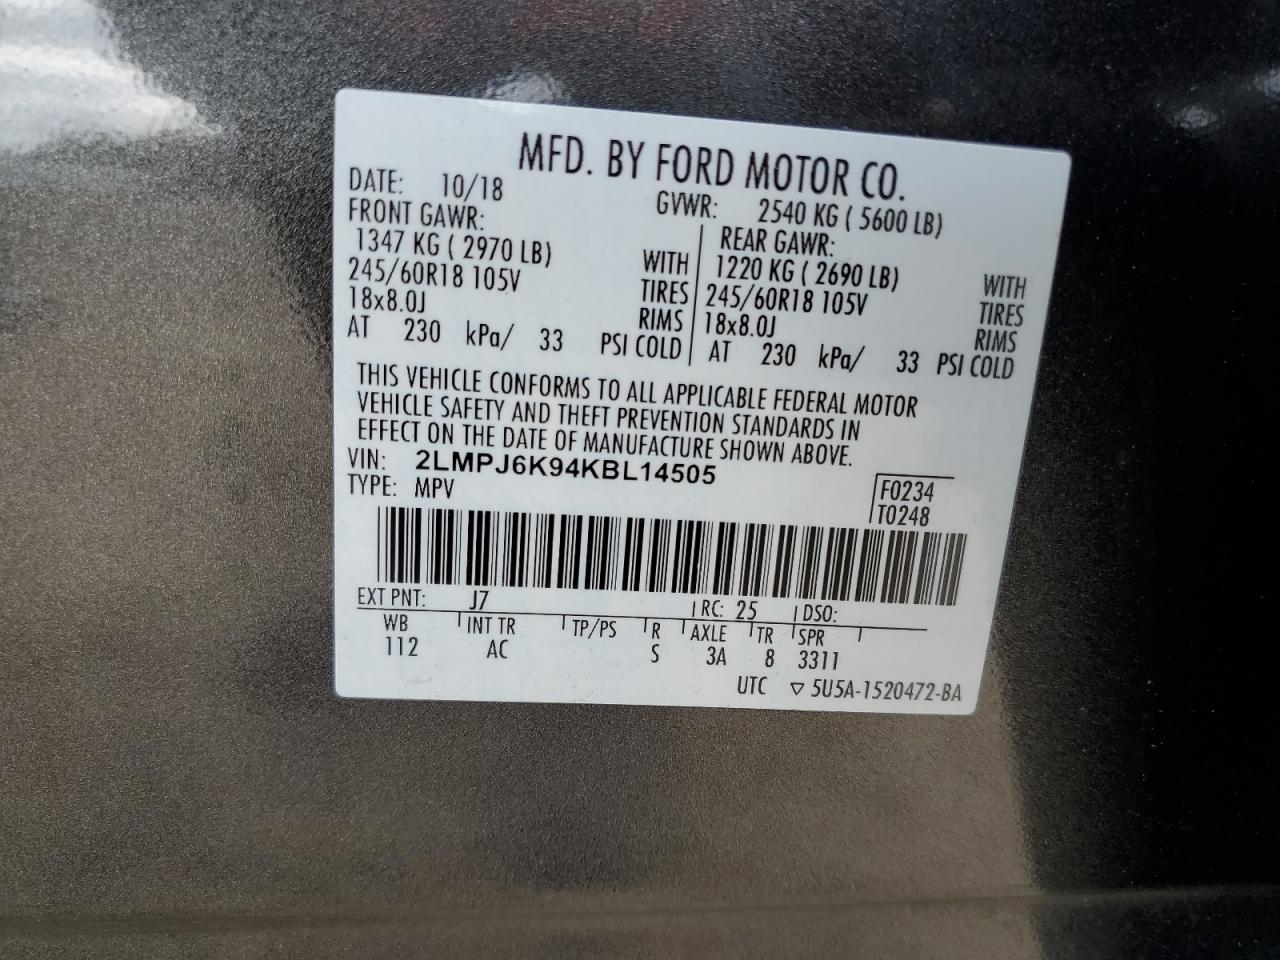 MFD. BY FORD MOTOR CO.
DATE: 10/18 GVWR: 2540 KG ( 5600 LB)
FRONT GAWR: REAR GAWR:
1347 KG ( 2970 LB) WITH 1220 KG ( 2690 LB) WITH
245/60R18 105V TIRES 245/60R18 105V TIRES
18x8.0J RIMS 18x8.0J RIMS
AT 230 kPa/ 33 PSI COLD AT 230 kPa/ 33 PSI COLD
THIS VEHICLE CONFORMS TO ALL APPLICABLE FEDERAL MOTOR
VEHICLE SAFETY AND THEFT PREVENTION STANDARDS IN
EFFECT ON THE DATE OF MANUFACTURE SHOWN ABOVE.
VIN: 2LMPJ6K94KBL14505
TYPE: MPV
F0234
T0248
EXT PNT: J7 RC: 25 DSO:
WB INT TR TP/PS R AXLE TR SPR
112 AC S 3A 8 3311
UTC ▽ 5U5A-1520472-BA